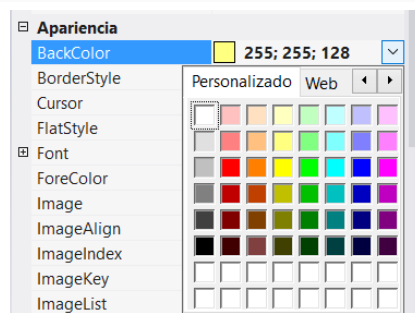 Apariencia
BackColor 255; 255; 128
BorderStyle
Personalizado Web
Cursor
FlatStyle
Font
ForeColor
Image
ImageAlign
ImageIndex
ImageKey
ImageList